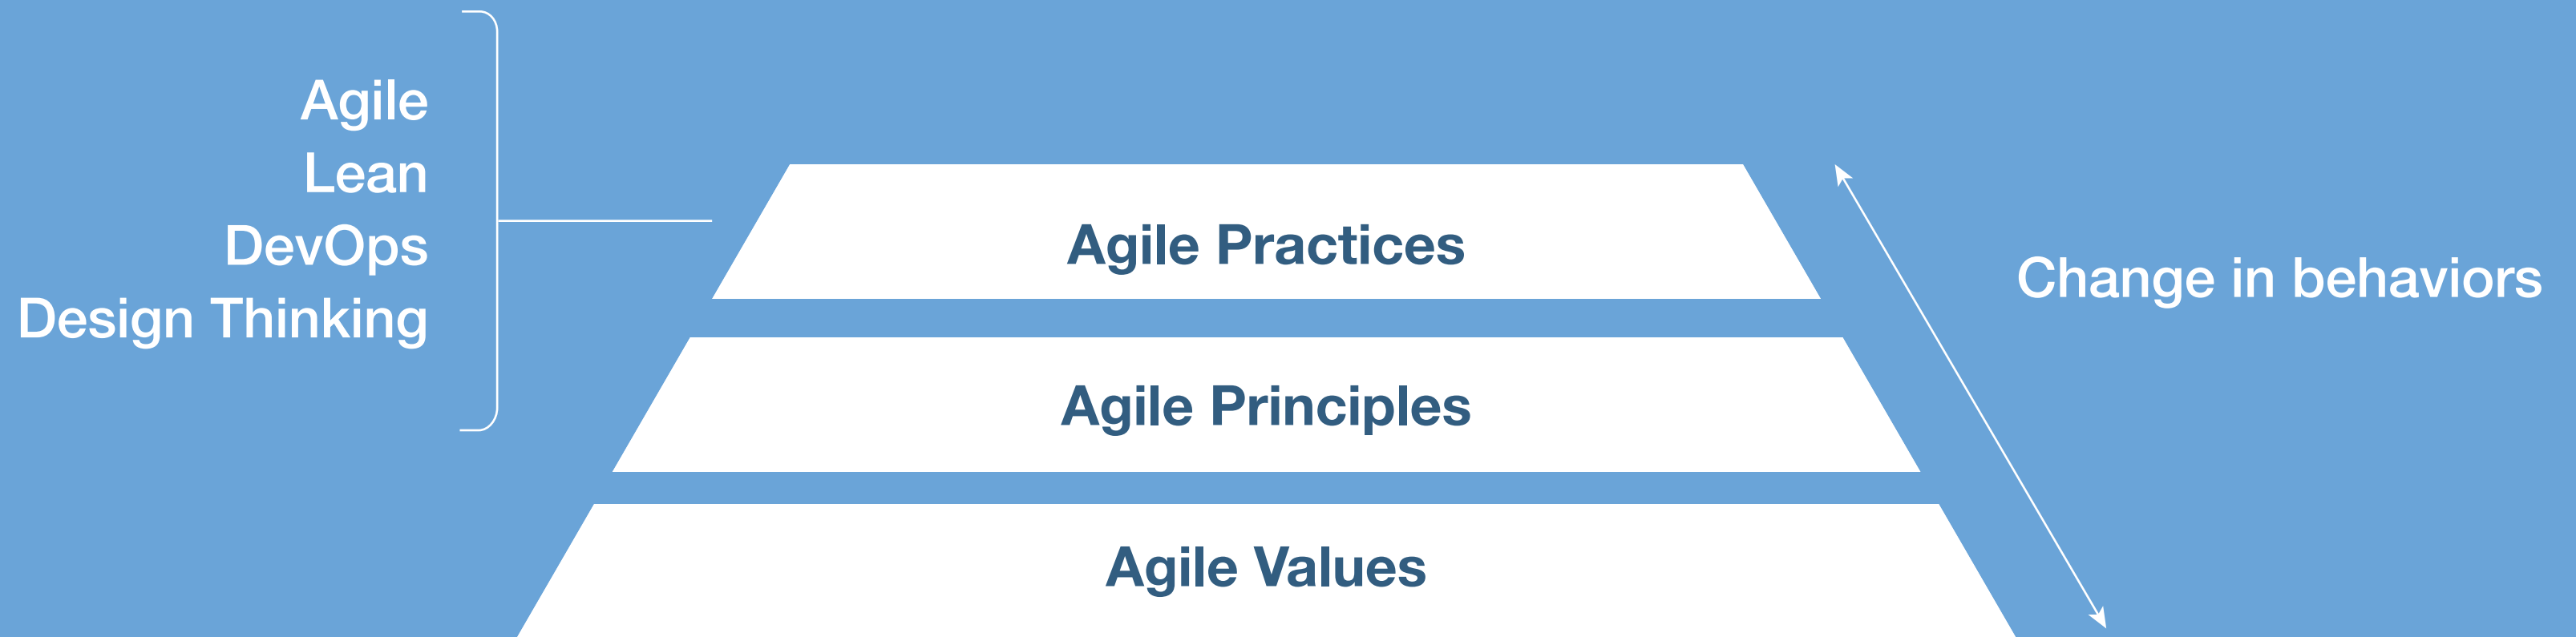 Agile
Lean
DevOps
Design Thinking
Agile Practices
Agile Principles
Agile Values
Change in behaviors